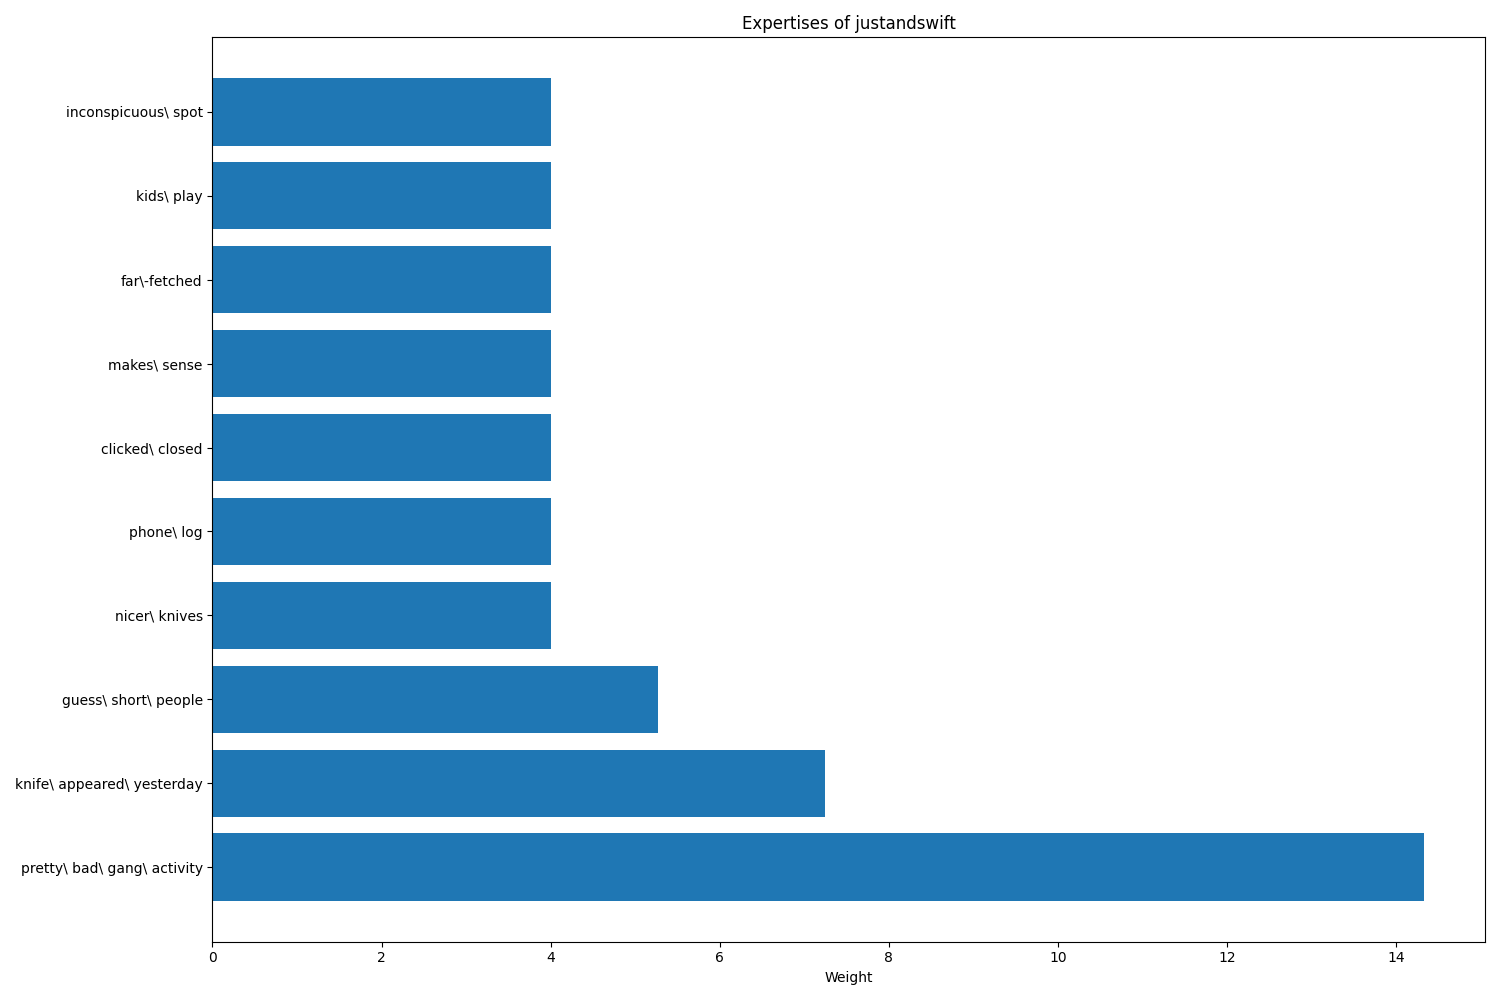 Expertises of justandswift
inconspicuous\ spot
kids\ play
far\-fetched
makes\ sense
clicked\ closed
phone\ log
nicer\ knives
guess\ short\ people
knife\ appeared\ yesterday
pretty\ bad\ gang\ activity
0 2 4 6 8 10 12 14
Weight